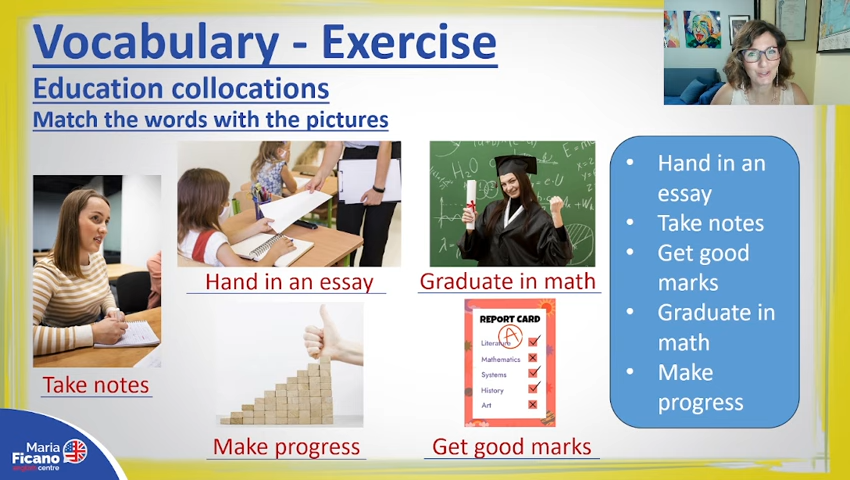 Vocabulary - Exercise
Education collocations
Match the words with the pictures
Hand in an essay
Graduate in math
Take notes
Make progress
Get good marks
H₂O
REPORT CARD
A
Literature
Mathematics
Systems
History
Art
• Hand in an
essay
• Take notes
• Get good
marks
• Graduate in
math
• Make
progress
Maria
Ficano
english centre